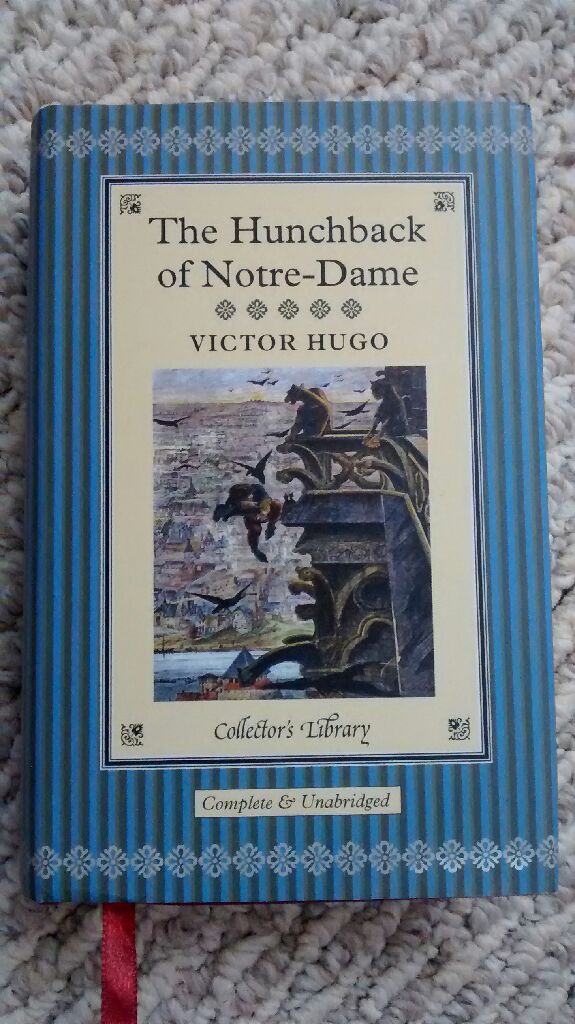 The Hunchback
of Notre-Dame
VICTOR HUGO
Collector's Library
Complete & Unabridged